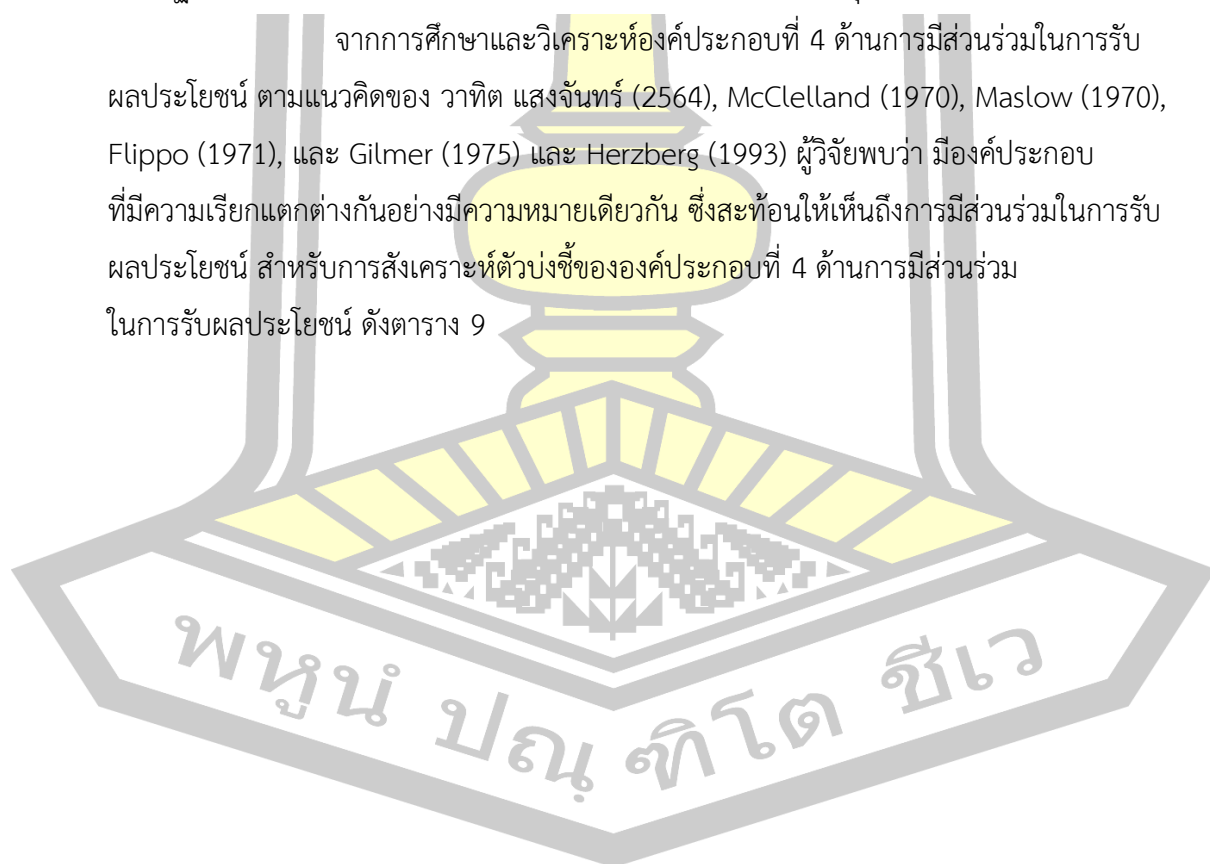 จากการศึกษาและวิเคราะห์องค์ประกอบที่ 4 ด้านการมีส่วนร่วมในการรับ
ผลประโยชน์ ตามแนวคิดของ วาทิต แสงจันทร์ (2564), McClelland (1970), Maslow (1970),
Flippo (1971), และ Gilmer (1975) และ Herzberg (1993) ผู้วิจัยพบว่า มีองค์ประกอบ
ที่มีความเรียกแตกต่างกันอย่างมีความหมายเดียวกัน ซึ่งสะท้อนให้เห็นถึงการมีส่วนร่วมในการรับ
ผลประโยชน์ สำหรับการสังเคราะห์ตัวบ่งชี้ขององค์ประกอบที่ 4 ด้านการมีส่วนร่วม
ในการรับผลประโยชน์ ดังตาราง 9
พหูนํ ปณฺฑิโต ชีเว